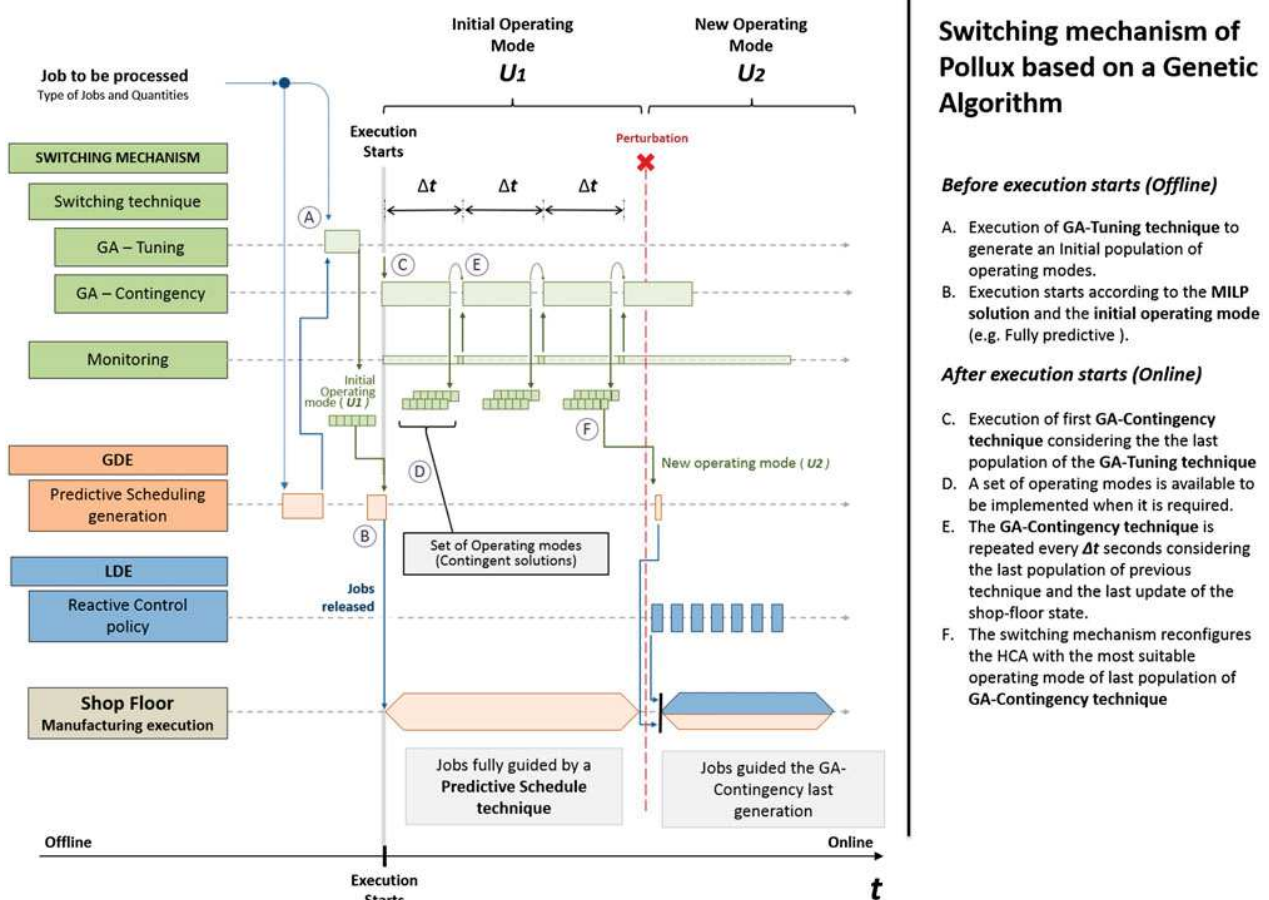 Initial Operating
Mode
U1
New Operating
Mode
U2
Job to be processed
Type of Jobs and Quantities
Execution
Starts
Perturbation
SWITCHING MECHANISM
Switching technique
GA – Tuning
GA – Contingency
Monitoring
Δt
Δt
Δt
A
C
E
Initial
Operating
mode ( U1 )
F
D
New operating mode ( U2 )
GDE
Predictive Scheduling
generation
B
Set of Operating modes
(Contingent solutions)
LDE
Reactive Control
policy
Jobs
released
Shop Floor
Manufacturing execution
Jobs fully guided by a
Predictive Schedule
technique
Jobs guided the GA-
Contingency last
generation
Offline
Online
Execution
Starts
t
Switching mechanism of
Pollux based on a Genetic
Algorithm
Before execution starts (Offline)
A. Execution of GA-Tuning technique to
generate an Initial population of
operating modes.
B. Execution starts according to the MILP
solution and the initial operating mode
(e.g. Fully predictive ).
After execution starts (Online)
C. Execution of first GA-Contingency
technique considering the the last
population of the GA-Tuning technique
D. A set of operating modes is available to
be implemented when it is required.
E. The GA-Contingency technique is
repeated every Δt seconds considering
the last population of previous
technique and the last update of the
shop-floor state.
F. The switching mechanism reconfigures
the HCA with the most suitable
operating mode of last population of
GA-Contingency technique